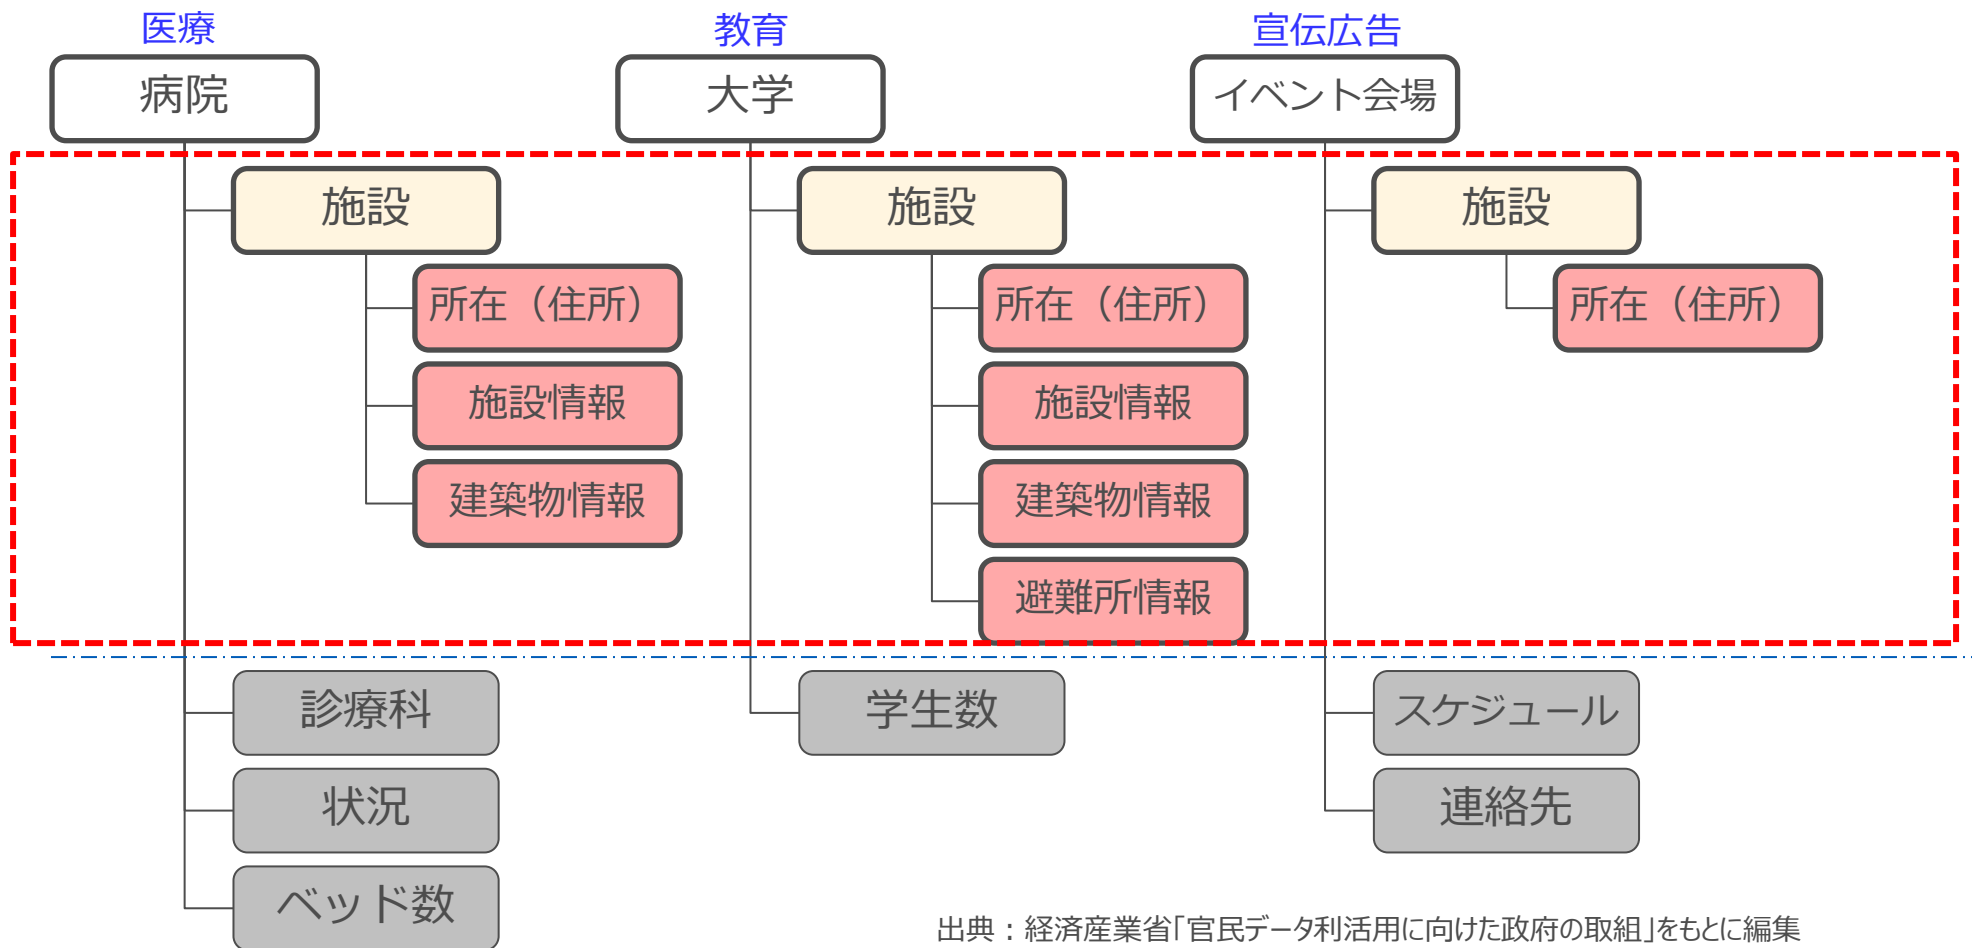 医療
教育
宣伝広告
病院
大学
イベント会場
施設
施設
施設
所在（住所）
所在（住所）
所在（住所）
施設情報
施設情報
建築物情報
建築物情報
避難所情報
診療科
学生数
スケジュール
状況
連絡先
ベッド数
出典：経済産業省「官民データ利活用に向けた政府の取組」をもとに編集